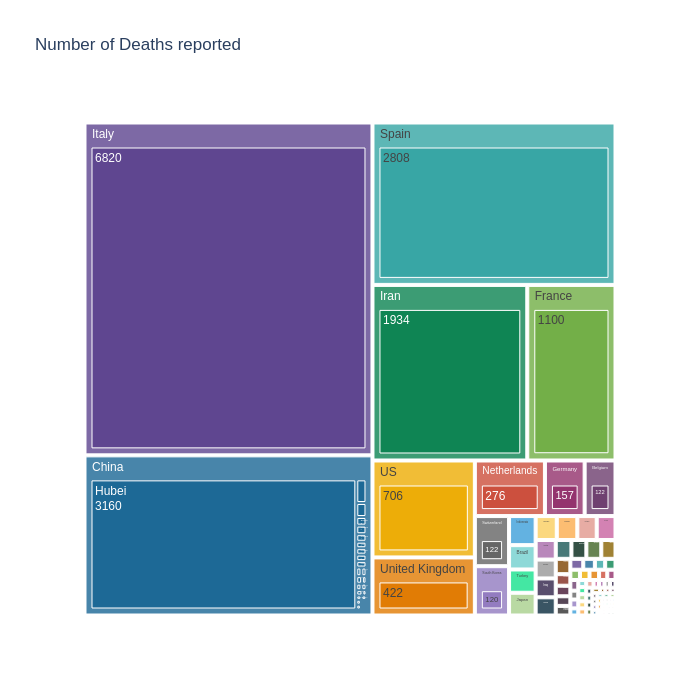 Number of Deaths reported
Italy
6820
Spain
2808
Iran
1934
France
1100
China
Hubei
3160
US
706
United Kingdom
422
Netherlands
276
Germany
157
Belgium
122
Switzerland
122
South Korea
120
Indonesia
Brazil
Turkey
Japan
Iraq